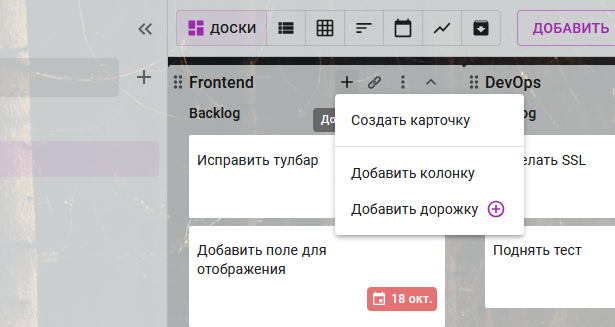 ДОСКИ
ДОБАВИТЬ
Frontend
DevOps
Backlog
Создать карточку
Исправить тулбар
SSL
Добавить колонку
Добавить дорожку
Добавить поле для
отображения
Поднять тест
18 окт.